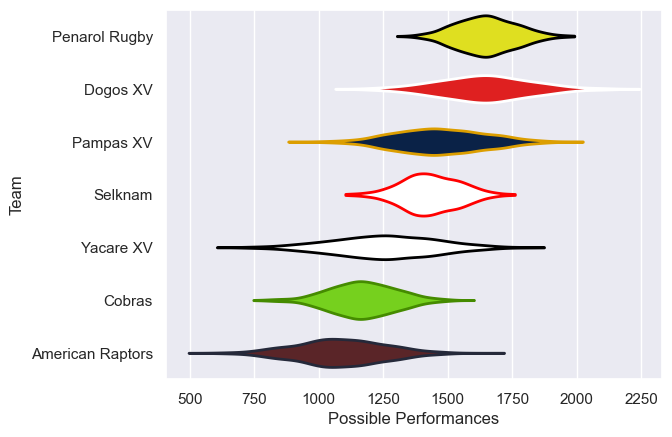 Penarol Rugby
Dogos XV
Pampas XV
Selknam
Yacare XV
Cobras
American Raptors
Team
500 750 1000 1250 1500 1750 2000 2250
Possible Performances